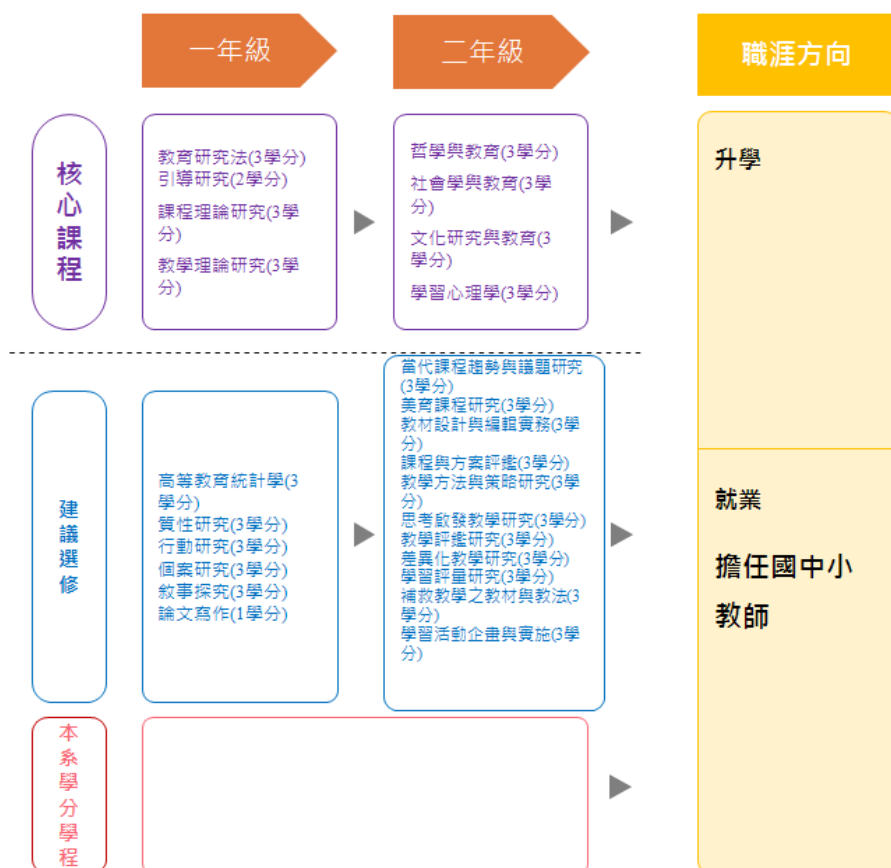 一年級
二年級
職涯方向
核
心
課
程
教育研究法(3學分)
引導研究(2學分)
課程理論研究(3學
分)
教學理論研究(3學
分)
哲學與教育(3學分)
社會學與教育(3學
分)
文化研究與教育(3
學分)
學習心理學(3學分)
升學
建
議
選
修
高等教育統計學(3
學分)
質性研究(3學分)
行動研究(3學分)
個案研究(3學分)
敘事探究(3學分)
論文寫作(1學分)
當代課程趨勢與議題研究
(3學分)
美育課程研究(3學分)
教材設計與編輯實務(3學
分)
課程與方案評鑑(3學分)
教學方法與策略研究(3學
分)
思考啟發教學研究(3學分)
教學評鑑研究(3學分)
差異化教學研究(3學分)
學習評量研究(3學分)
補救教學之教材與教法(3
學分)
學習活動企畫與實施(3學
分)
就業
擔任國中小
教師
本
系
學
分
學
程